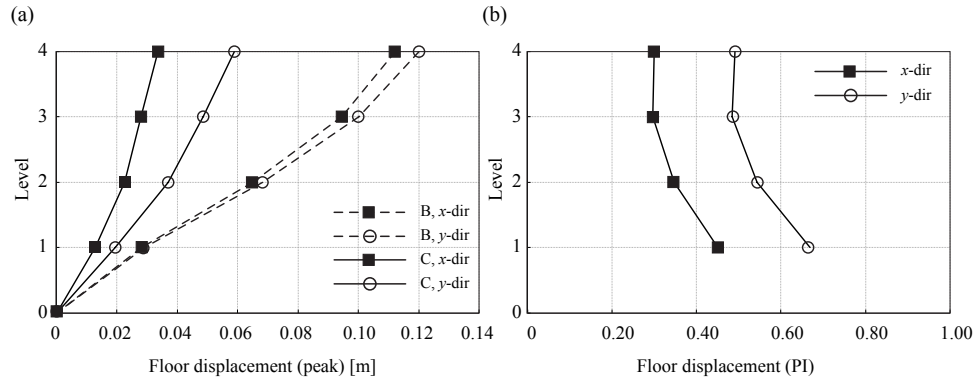 (a)
4
3
2
1
0
Level
0
0.02
0.04
0.06
0.08
0.10
0.12
0.14
Floor displacement (peak) [m]
B, x-dir
B, y-dir
C, x-dir
C, y-dir
(b)
4
3
2
1
0
Level
0
0.20
0.40
0.60
0.80
1.00
Floor displacement (PI)
x-dir
y-dir